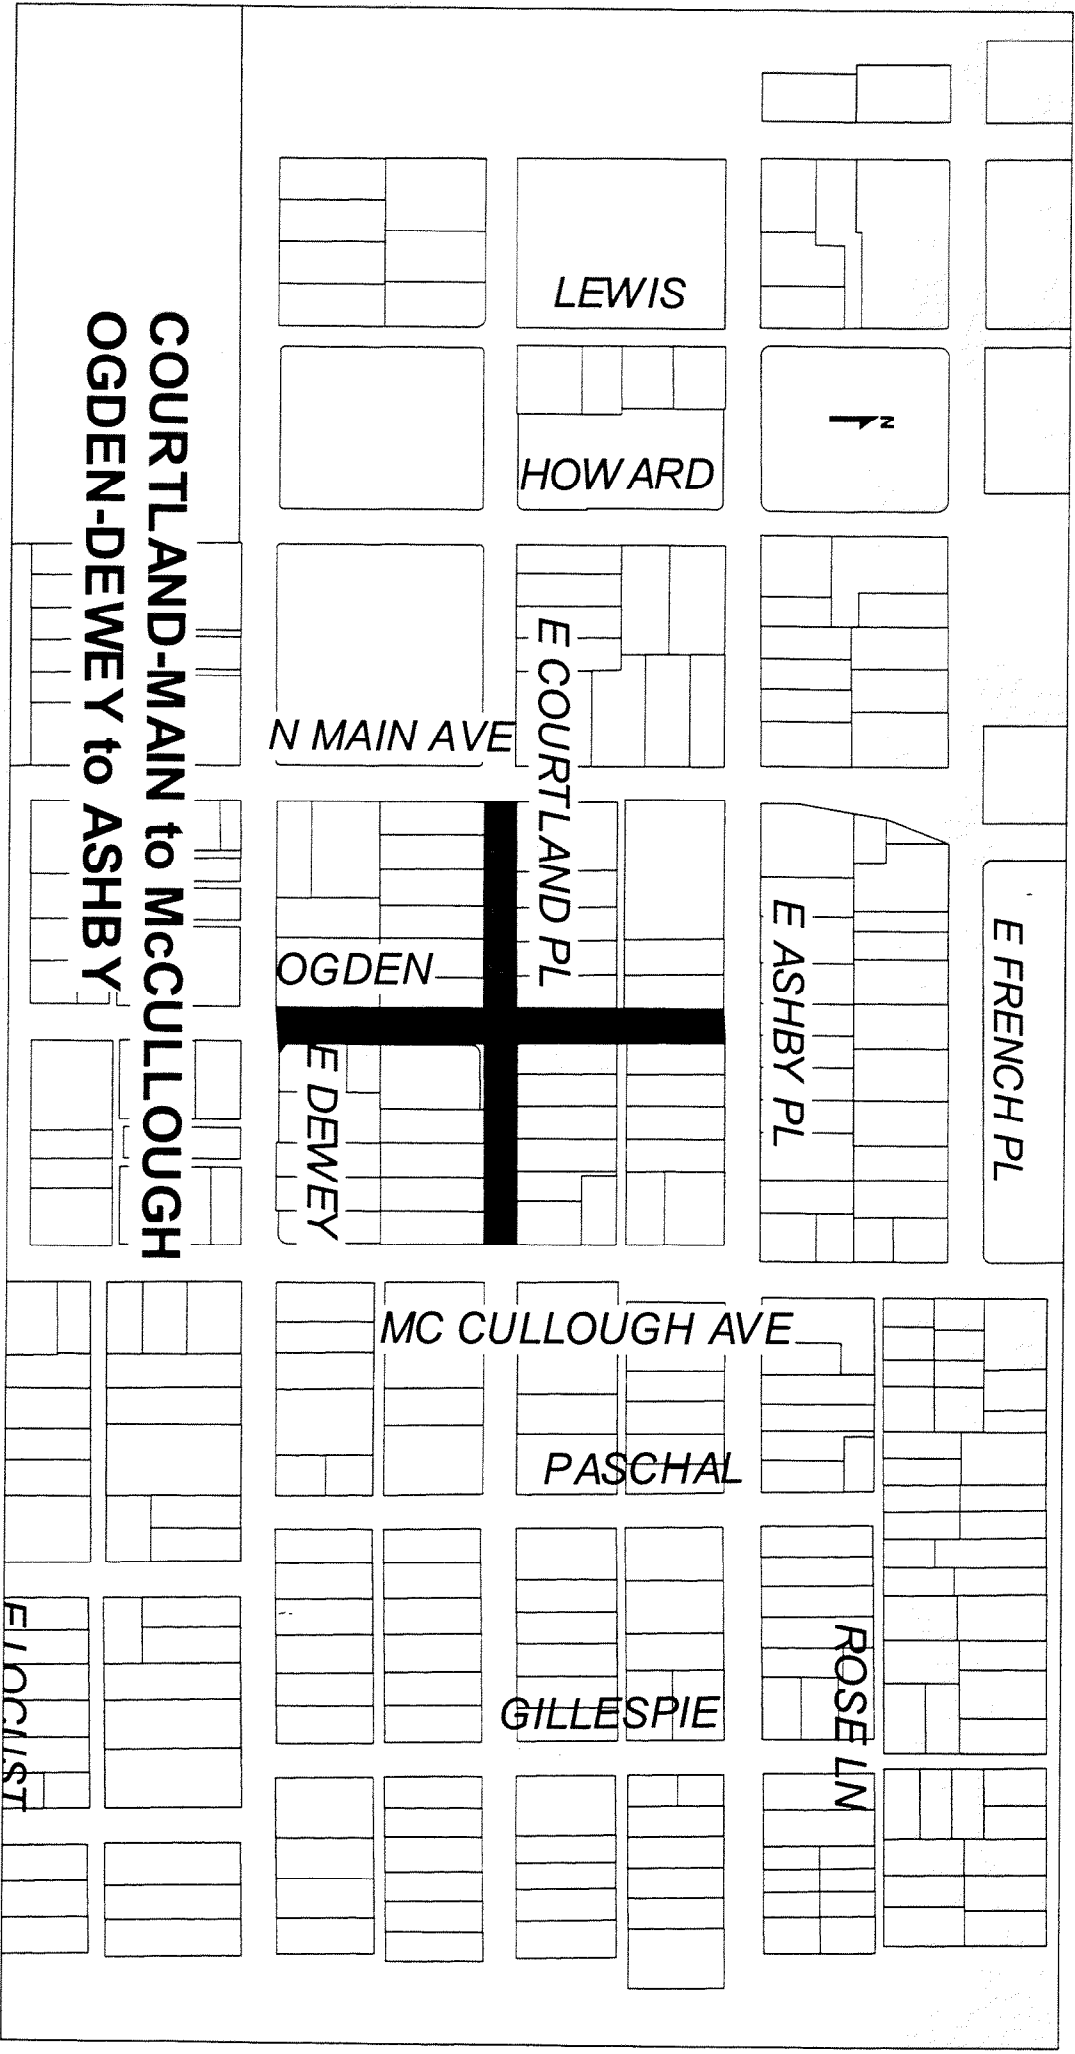 LEWIS
N
HOWARD
E COURTLAND PL
N MAIN AVE
COURTLAND-MAIN to McCULLOUGH
OGDEN-DEWEY to ASHBY
E ASHBY PL
E FRENCH PL
OGDEN
E DEWEY
MC CULLOUGH AVE
PASCHAL
GILLESPIE
ROSE LN
E LOCUST